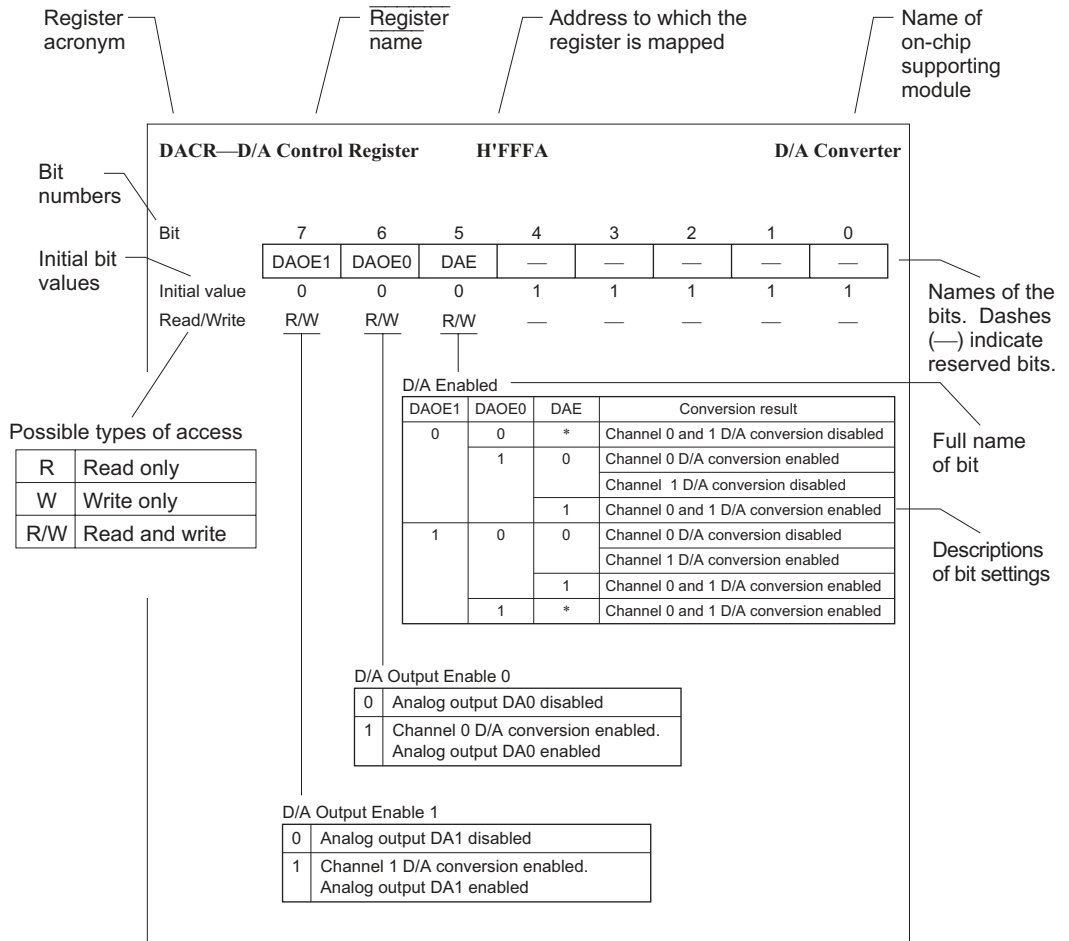 Register acronym
Register name
Address to which the register is mapped
Name of on-chip supporting module
DACR—D/A Control Register H'FFFA D/A Converter
Bit numbers
Bit 7 6 5 4 3 2 1 0
Initial bit values
DAOE1 DAOE0 DAE — — — — —
Initial value 0 0 0 1 1 1 1 1
Read/Write R/W R/W R/W — — — — —
Names of the bits. Dashes (—) indicate reserved bits.
Possible types of access
R Read only
W Write only
R/W Read and write
D/A Enabled
DAOE1 DAOE0 DAE Conversion result
0 0 * Channel 0 and 1 D/A conversion disabled
1 0 Channel 0 D/A conversion enabled
Channel 1 D/A conversion disabled
1 Channel 0 and 1 D/A conversion enabled
1 0 0 Channel 0 D/A conversion disabled
Channel 1 D/A conversion enabled
1 Channel 0 and 1 D/A conversion enabled
1 * Channel 0 and 1 D/A conversion enabled
Full name of bit
Descriptions of bit settings
D/A Output Enable 0
0 Analog output DA0 disabled
1 Channel 0 D/A conversion enabled.
Analog output DA0 enabled
D/A Output Enable 1
0 Analog output DA1 disabled
1 Channel 1 D/A conversion enabled.
Analog output DA1 enabled